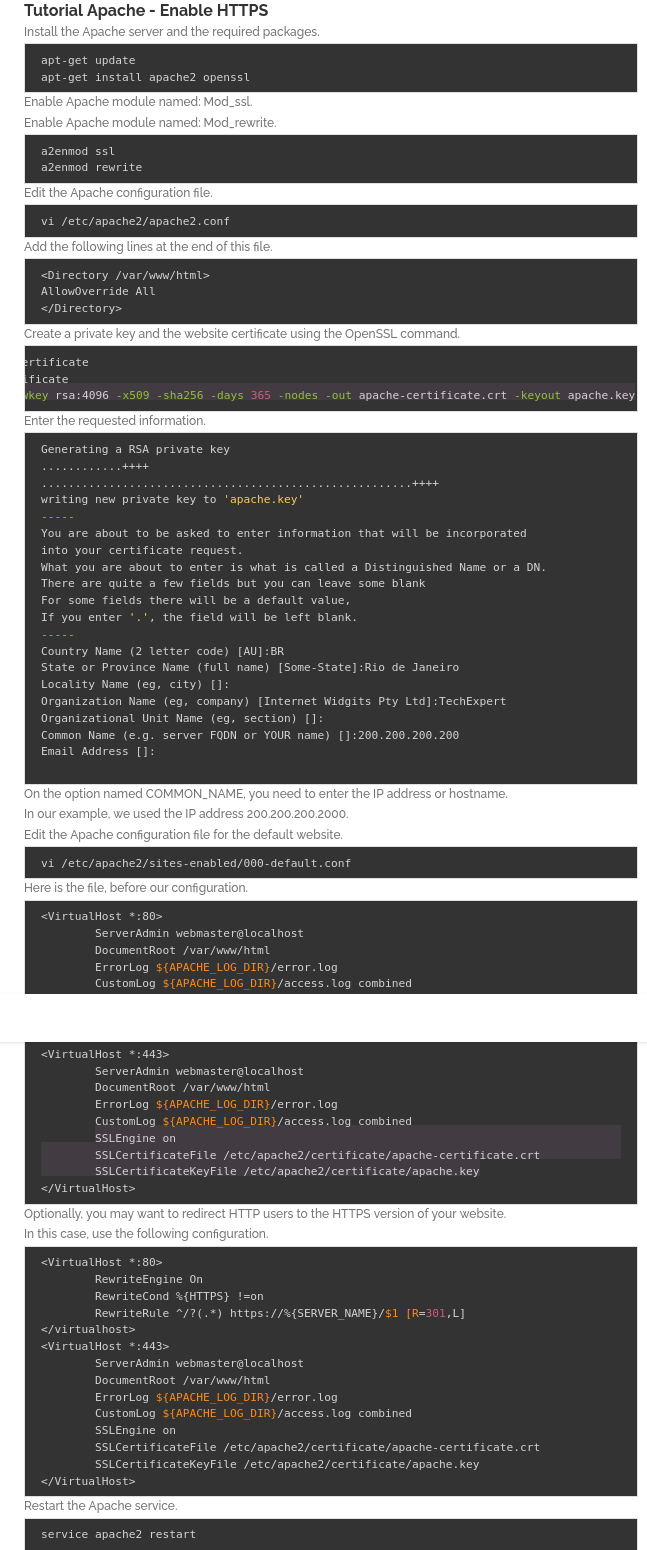 Tutorial Apache - Enable HTTPS
Install the Apache server and the required packages.
apt-get update
apt-get install apache2 openssl
Enable Apache module named: Mod_ssl.
Enable Apache module named: Mod_rewrite.
a2enmod ssl
a2enmod rewrite
Edit the Apache configuration file.
vi /etc/apache2/apache2.conf
Add the following lines at the end of this file.
<Directory /var/www/html>
AllowOverride All
</Directory>
Create a private key and the website certificate using the OpenSSL command.
ertificate
ificate
wkey rsa:4096 -x509 -sha256 -days 365 -nodes -out apache-certificate.crt -keyout apache.key
Enter the requested information.
Generating a RSA private key
............++++
.......................................................++++
writing new private key to 'apache.key'
-----
You are about to be asked to enter information that will be incorporated
into your certificate request.
What you are about to enter is what is called a Distinguished Name or a DN.
There are quite a few fields but you can leave some blank
For some fields there will be a default value,
If you enter '.', the field will be left blank.
-----
Country Name (2 letter code) [AU]:BR
State or Province Name (full name) [Some-State]:Rio de Janeiro
Locality Name (eg, city) []:
Organization Name (eg, company) [Internet Widgits Pty Ltd]:TechExpert
Organizational Unit Name (eg, section) []:
Common Name (e.g. server FQDN or YOUR name) []:200.200.200.200
Email Address []:
On the option named COMMON_NAME, you need to enter the IP address or hostname.
In our example, we used the IP address 200.200.200.2000.
Edit the Apache configuration file for the default website.
vi /etc/apache2/sites-enabled/000-default.conf
Here is the file, before our configuration.
<VirtualHost *:80>
ServerAdmin webmaster@localhost
DocumentRoot /var/www/html
ErrorLog ${APACHE_LOG_DIR}/error.log
CustomLog ${APACHE_LOG_DIR}/access.log combined
<VirtualHost *:443>
ServerAdmin webmaster@localhost
DocumentRoot /var/www/html
ErrorLog ${APACHE_LOG_DIR}/error.log
CustomLog ${APACHE_LOG_DIR}/access.log combined
SSLEngine on
SSLCertificateFile /etc/apache2/certificate/apache-certificate.crt
SSLCertificateKeyFile /etc/apache2/certificate/apache.key
</VirtualHost>
Optionally, you may want to redirect HTTP users to the HTTPS version of your website.
In this case, use the following configuration.
<VirtualHost *:80>
RewriteEngine On
RewriteCond %{HTTPS} !=on
RewriteRule ^/?(.*) https://%{SERVER_NAME}/$1 [R=301,L]
</virtualhost>
<VirtualHost *:443>
ServerAdmin webmaster@localhost
DocumentRoot /var/www/html
ErrorLog ${APACHE_LOG_DIR}/error.log
CustomLog ${APACHE_LOG_DIR}/access.log combined
SSLEngine on
SSLCertificateFile /etc/apache2/certificate/apache-certificate.crt
SSLCertificateKeyFile /etc/apache2/certificate/apache.key
</VirtualHost>
Restart the Apache service.
service apache2 restart